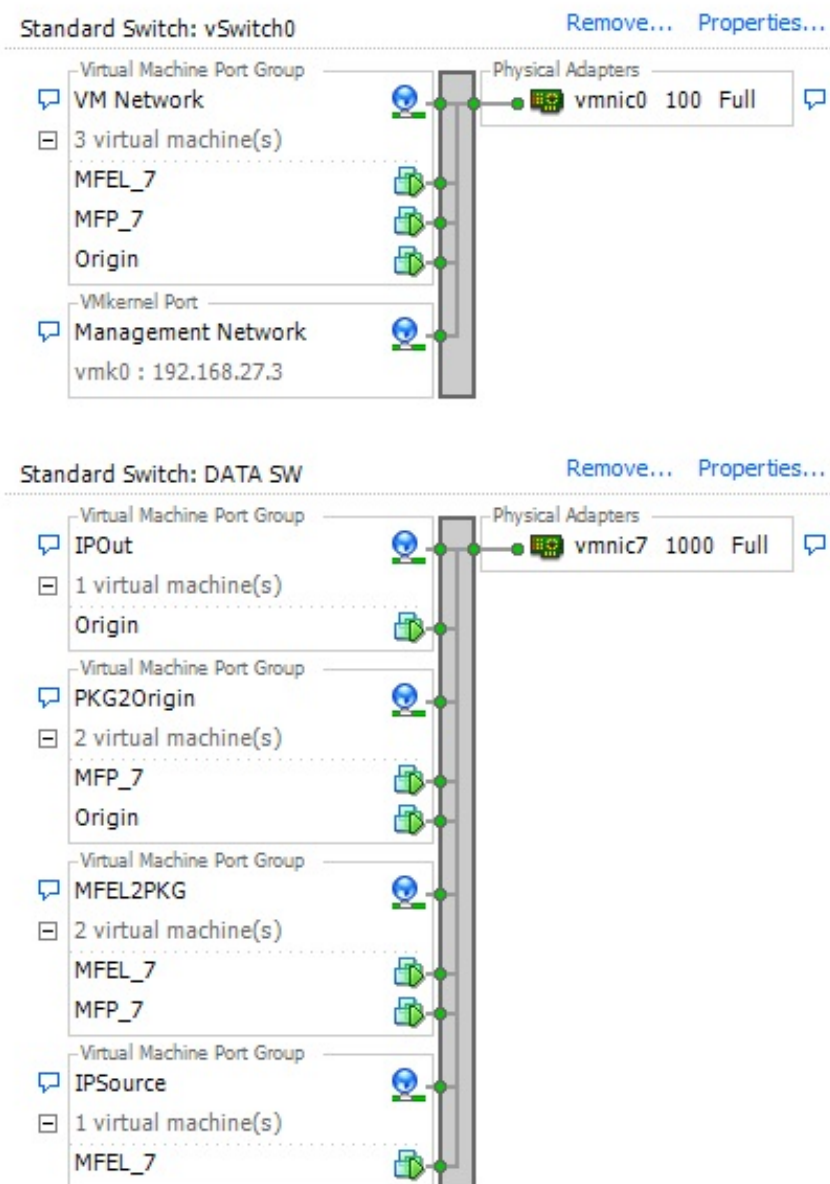 Standard Switch: vSwitch0 Remove... Properties...
Virtual Machine Port Group Physical Adapters
VM Network vmnic0 100 Full
3 virtual machine(s)
MFEL_7
MFP_7
Origin
VMkernel Port
Management Network
vmk0 : 192.168.27.3
Standard Switch: DATA SW Remove... Properties...
Virtual Machine Port Group Physical Adapters
IPOut vmnic7 1000 Full
1 virtual machine(s)
Origin
Virtual Machine Port Group
PKG2Origin
2 virtual machine(s)
MFP_7
Origin
Virtual Machine Port Group
MFEL2PKG
2 virtual machine(s)
MFEL_7
MFP_7
Virtual Machine Port Group
IPSource
1 virtual machine(s)
MFEL_7